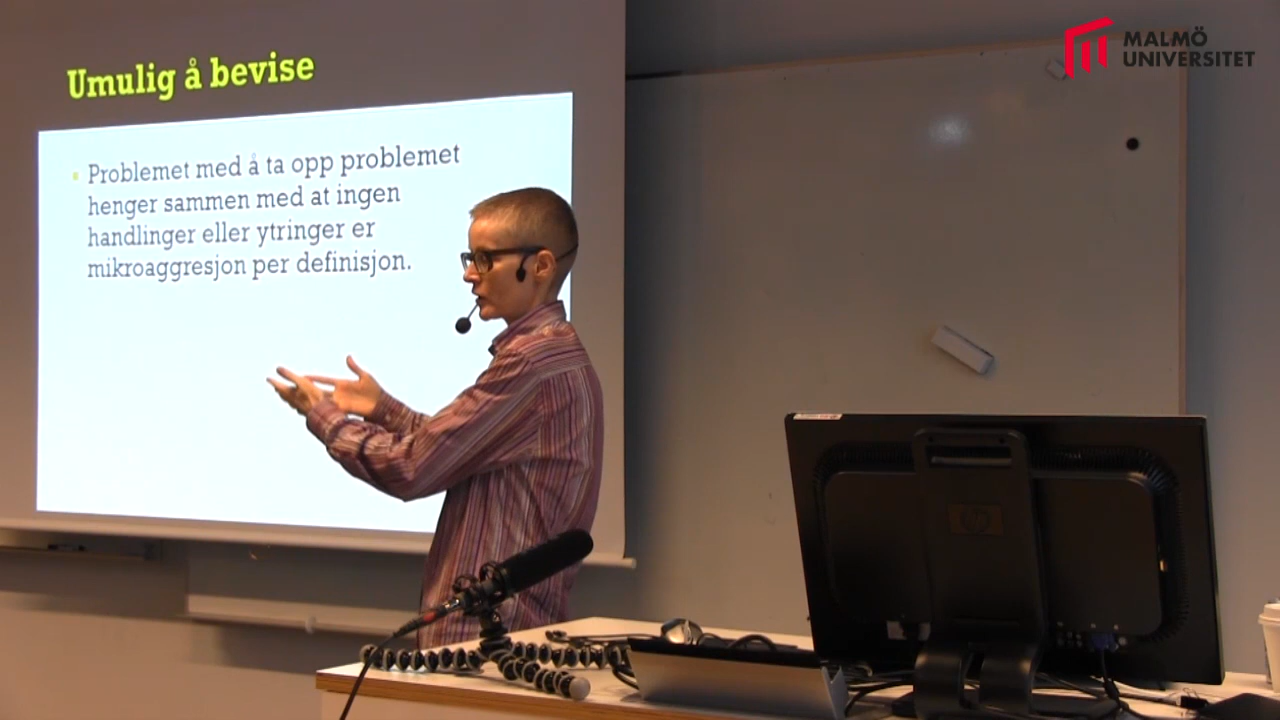 Umulig å bevise
Problemet med å ta opp problemet
henger sammen med at ingen
handlinger eller ytringer er
mikroaggresjon per definisjon.
MALMÖ
UNIVERSITET
hp